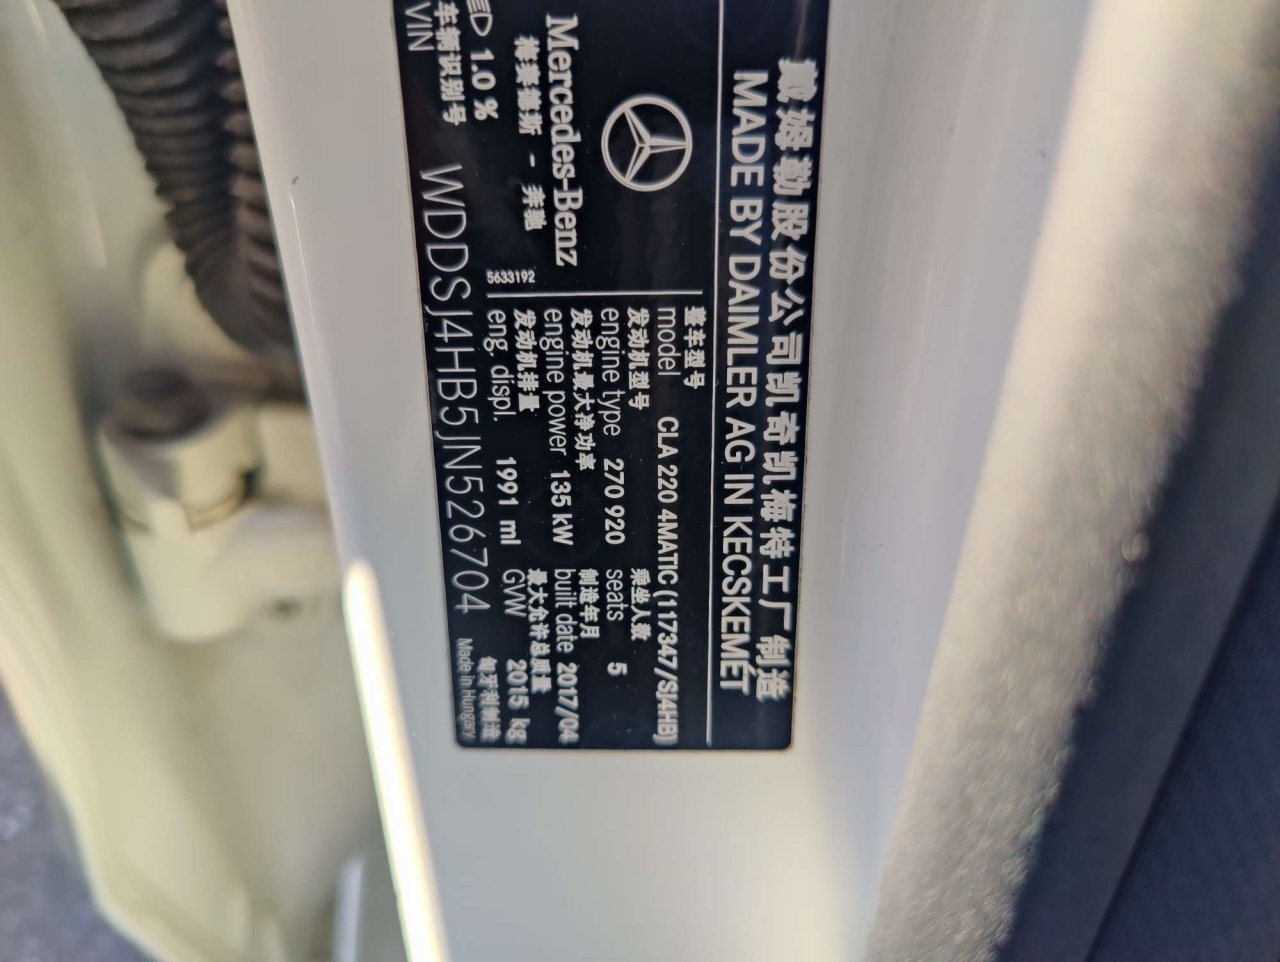 戴姆勒股份公司凯奇凯梅特工厂制造
MADE BY DAIMLER AG IN KECSKEMÉT
整车型号
model CLA 220 4MATIC (117347/SJ4HB)
发动机型号 乘坐人数
engine type 270 920 seats 5
发动机最大净功率 制造年月
engine power 135 kW built date 2017/04
发动机排量 最大允许总质量
eng. displ. 1991 ml GVW 2015 kg
Mercedes-Benz
梅赛德斯 - 奔驰
5633192
1.0 %
车辆识别号
VIN WDDSJ4HB5JN526704
匈牙利制造
Made in Hungary